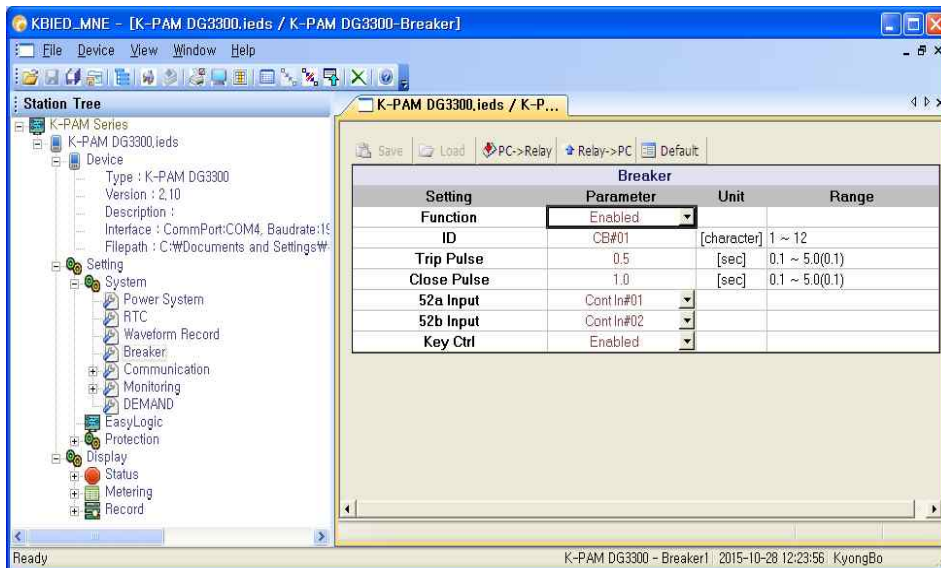 KBIED_MNE - [K-PAM DG3300.ieds / K-PAM DG3300-Breaker]
File Device View Window Help
Station Tree
K-PAM Series
K-PAM DG3300.ieds
Device
Type : K-PAM DG3300
Version : 2,10
Description :
Interface : CommPort:COM4, Baudrate:19
Filepath : C:₩Documents and Settings₩
Setting
System
Power System
RTC
Waveform Record
Breaker
Communication
Monitoring
DEMAND
EasyLogic
Protection
Display
Status
Metering
Record
K-PAM DG3300.ieds / K-P...
Save Load PC->Relay Relay->PC Default
Breaker
Setting Parameter Unit Range
Function Enabled
ID CB#01 [character] 1 ~ 12
Trip Pulse 0.5 [sec] 0.1 ~ 5.0(0.1)
Close Pulse 1.0 [sec] 0.1 ~ 5.0(0.1)
52a Input Cont In#01
52b Input Cont In#02
Key Ctrl Enabled
Ready K-PAM DG3300 - Breaker1 2015-10-28 12:23:56 KyongBo